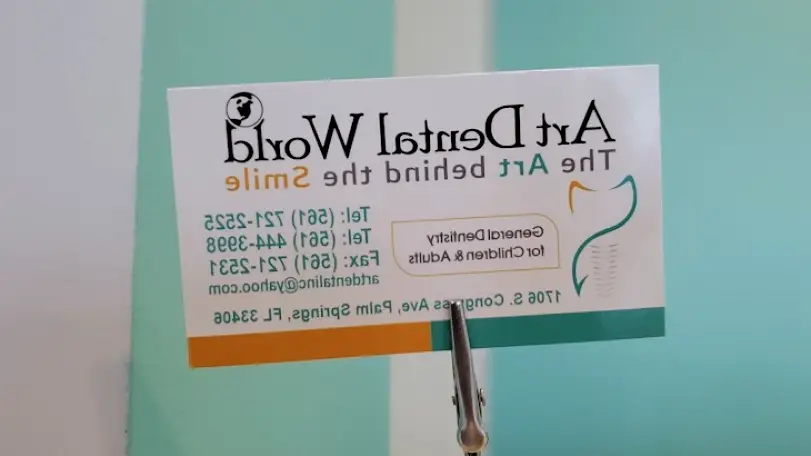 Art Dental World
The Art behind the Smile
General Dentistry
for Children & Adults
Tel: (561) 721-2525
Tel: (561) 444-3998
Fax: (561) 721-2531
artdentalinc@yahoo.com
1706 S. Ave, Palm Springs, FL 33406